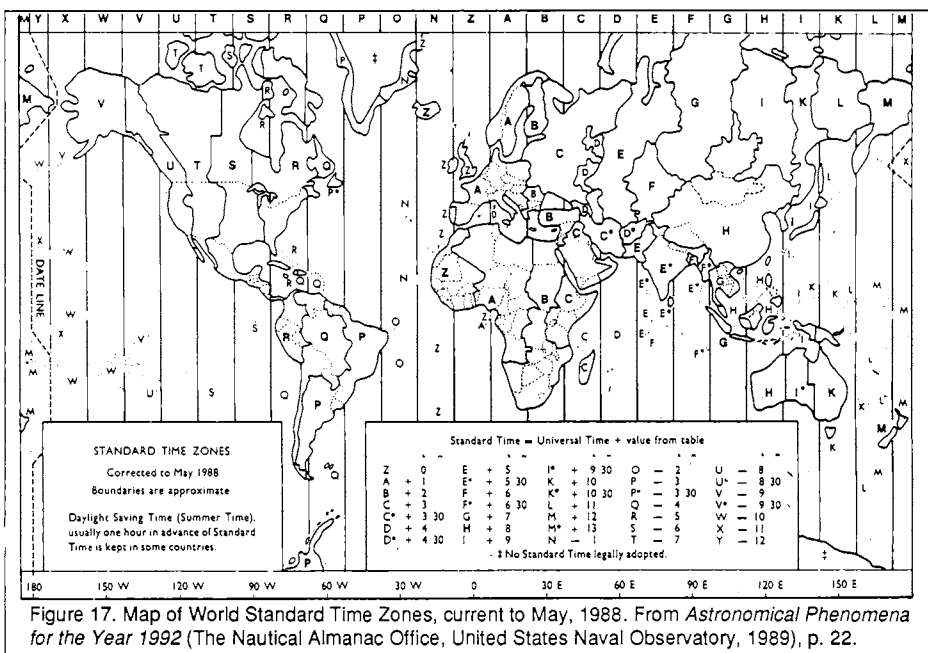 M Y X W V U T S R Q P O N Z A B C D E F G H I K L M
T S P ‡ Z
T N
M V R R N Z A B C G I K L M
U T S R Q P* Z Z A B C D E F K
W V W X
Z A B B D C C* D* E H I
DATE LINE
X W W R R Q Q N Z A B C E* E* F* G H I K L M
X V S R Q P O Z A C D E F F* G H I K M
M* W W U S Q P Z C H I* K L* M
STANDARD TIME ZONES
Corrected to May 1988
Boundaries are approximate
Daylight Saving Time (Summer Time),
usually one hour in advance of Standard
Time is kept in some countries.
Standard Time = Universal Time + value from table
h m h m h m h m h m
Z 0 E + 5 I* + 9 30 O – 2 U – 8
A + 1 E* + 5 30 K + 10 P – 3 U* – 8 30
B + 2 F + 6 K* + 10 30 P* – 3 30 V – 9
C + 3 F* + 6 30 L + 11 Q – 4 V* – 9 30
C* + 3 30 G + 7 M + 12 R – 5 W – 10
D + 4 H + 8 M* + 13 S – 6 X – 11
D* + 4 30 I + 9 N – 1 T – 7 Y – 12
‡ No Standard Time legally adopted.
P ‡
180 150 W 120 W 90 W 60 W 30 W 0 30 E 60 E 90 E 120 E 150 E
Figure 17. Map of World Standard Time Zones, current to May, 1988. From Astronomical Phenomena
for the Year 1992 (The Nautical Almanac Office, United States Naval Observatory, 1989), p. 22.